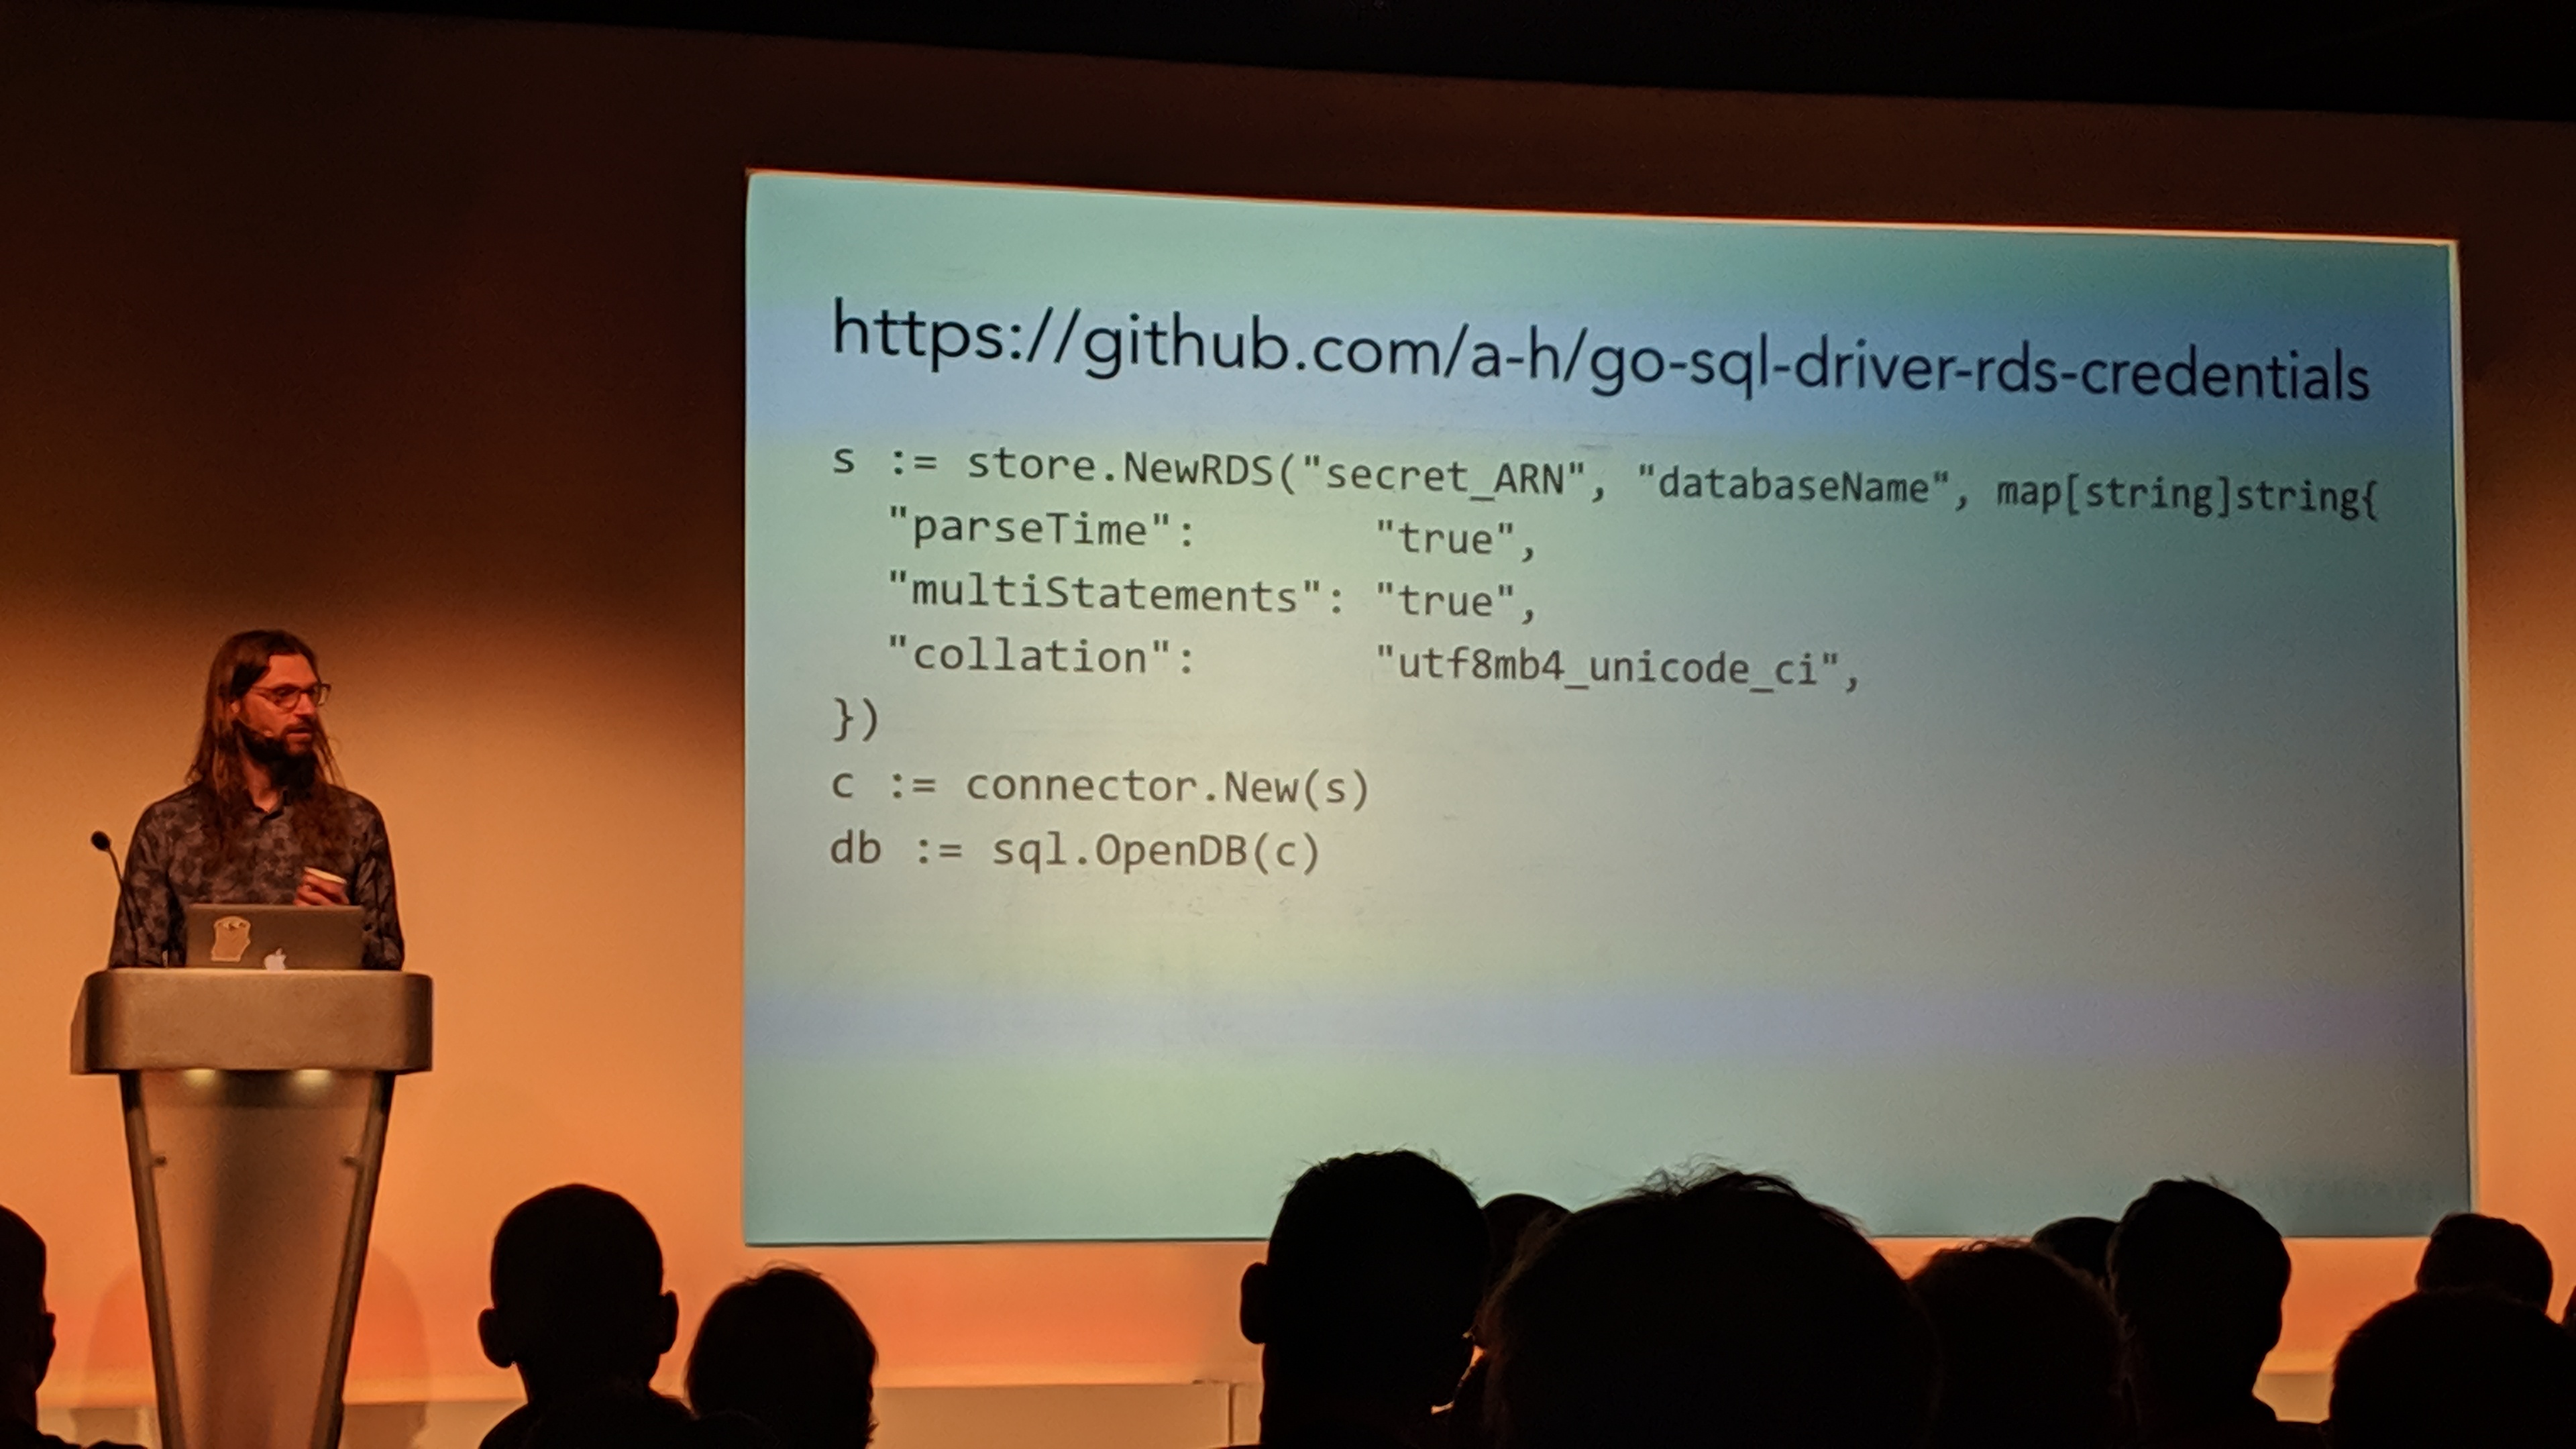 https://github.com/a-h/go-sql-driver-rds-credentials
s := store.NewRDS("secret_ARN", "databaseName", map[string]string{
  "parseTime":       "true",
  "multiStatements": "true",
  "collation":       "utf8mb4_unicode_ci",
})
c := connector.New(s)
db := sql.OpenDB(c)